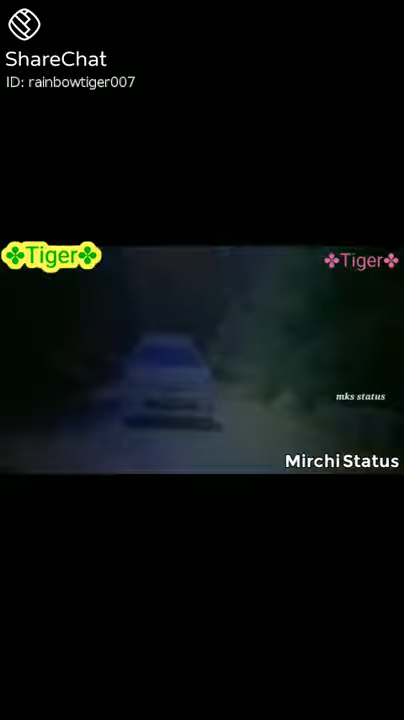 ShareChat
ID: rainbowtiger007
✤Tiger✤
✤Tiger✤
mks status
Mirchi Status